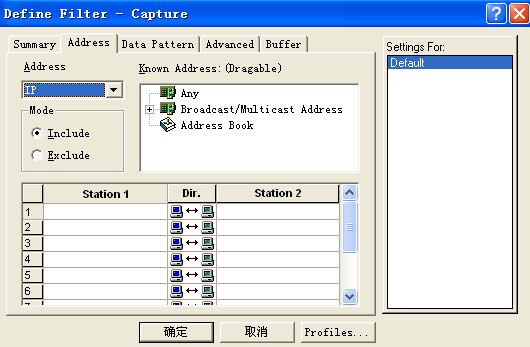 Define Filter - Capture
Summary Address Data Pattern Advanced Buffer
Settings For:
Default
Address
IP
Known Address: (Dragable)
Any
Broadcast/Multicast Address
Address Book
Mode
Include
Exclude
Station 1 Dir. Station 2
1
2
3
4
5
6
7
确定 取消 Profiles...